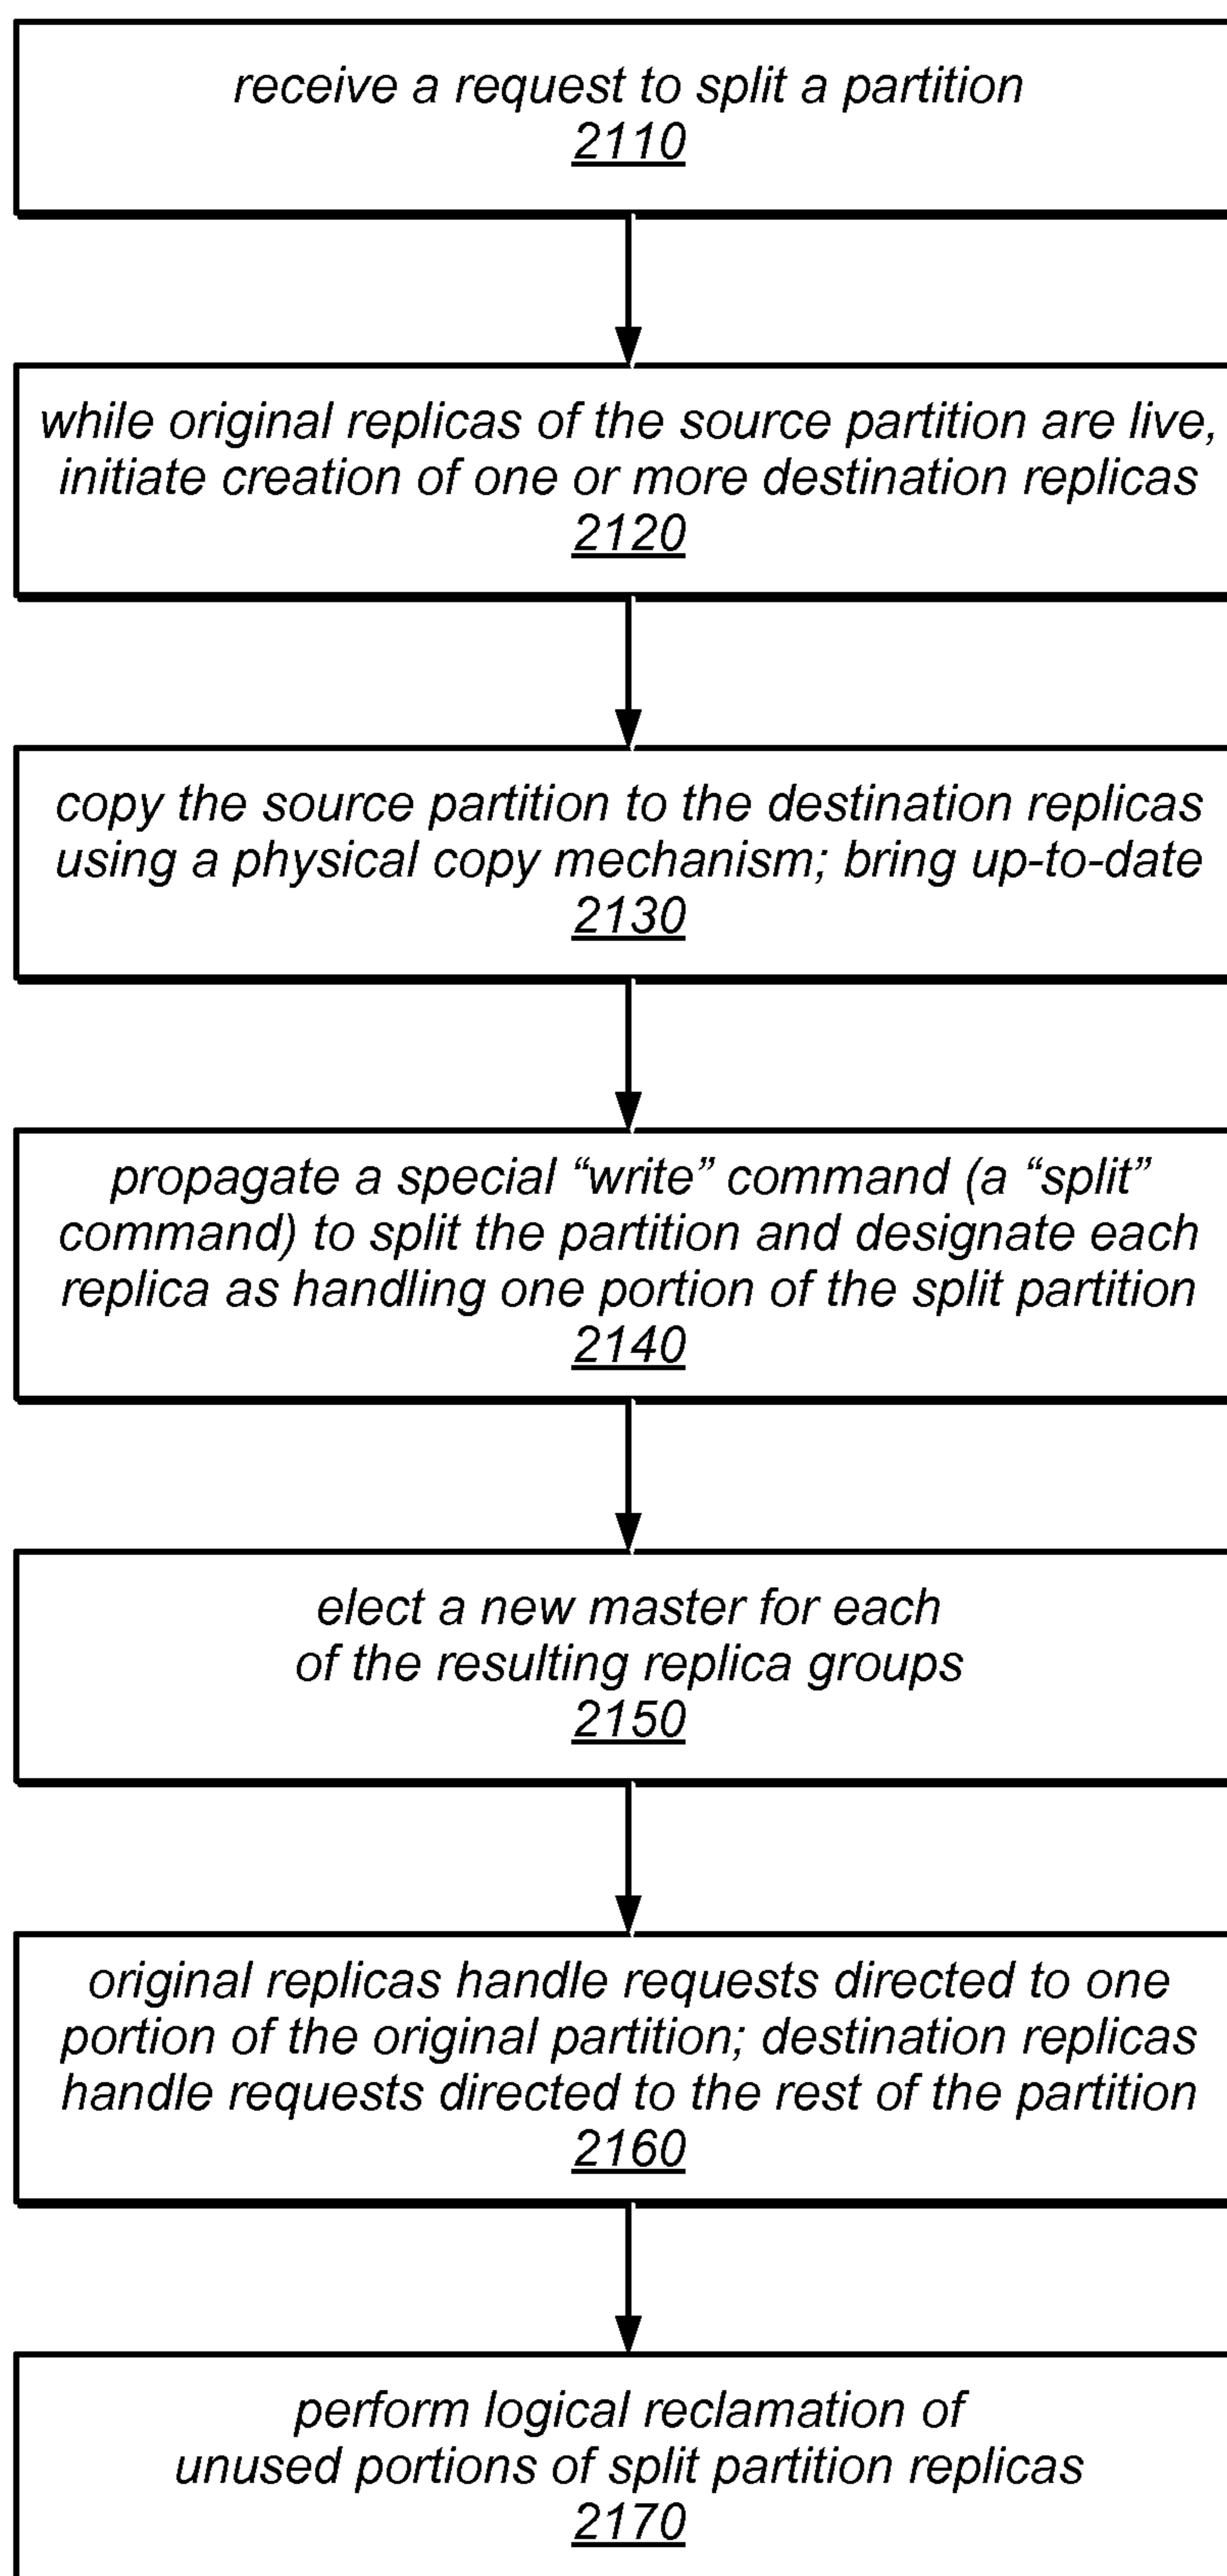 receive a request to split a partition
2110
while original replicas of the source partition are live,
initiate creation of one or more destination replicas
2120
copy the source partition to the destination replicas
using a physical copy mechanism; bring up-to-date
2130
propagate a special “write” command (a “split”
command) to split the partition and designate each
replica as handling one portion of the split partition
2140
elect a new master for each
of the resulting replica groups
2150
original replicas handle requests directed to one
portion of the original partition; destination replicas
handle requests directed to the rest of the partition
2160
perform logical reclamation of
unused portions of split partition replicas
2170